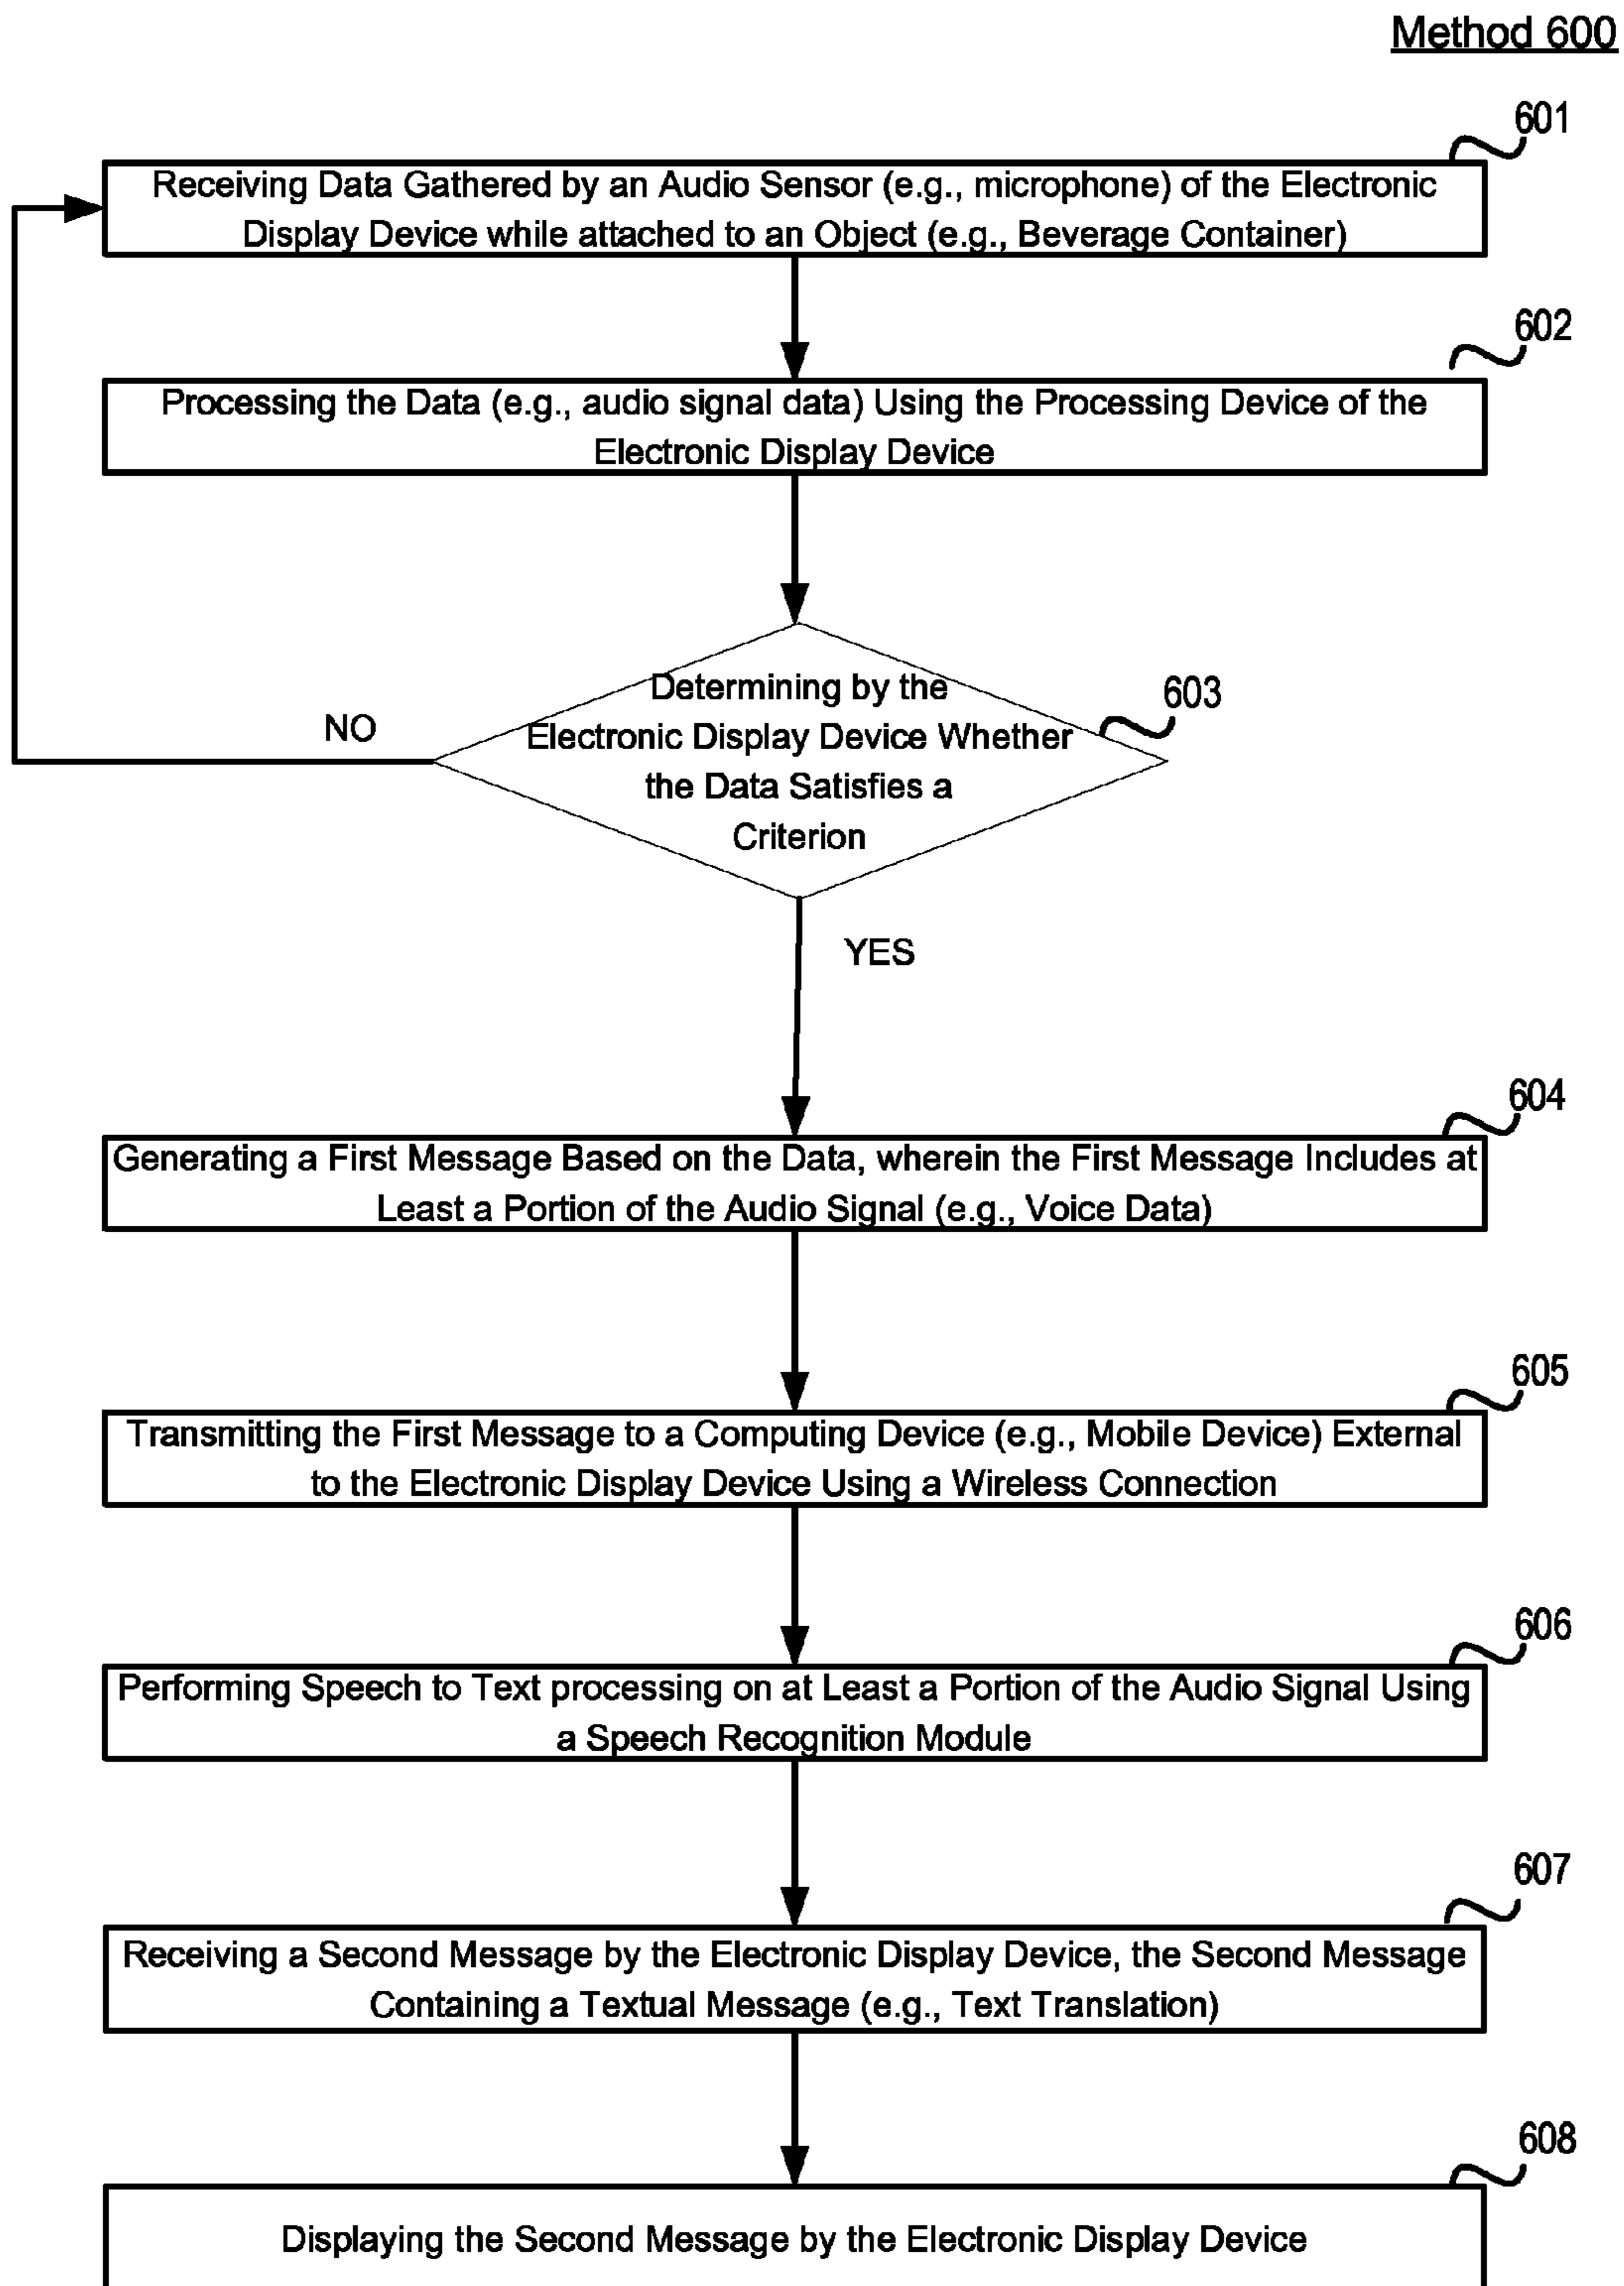 Method 600
601
Receiving Data Gathered by an Audio Sensor (e.g., microphone) of the Electronic
Display Device while attached to an Object (e.g., Beverage Container)
602
Processing the Data (e.g., audio signal data) Using the Processing Device of the
Electronic Display Device
603
Determining by the
Electronic Display Device Whether
the Data Satisfies a
Criterion
NO
YES
604
Generating a First Message Based on the Data, wherein the First Message Includes at
Least a Portion of the Audio Signal (e.g., Voice Data)
605
Transmitting the First Message to a Computing Device (e.g., Mobile Device) External
to the Electronic Display Device Using a Wireless Connection
606
Performing Speech to Text processing on at Least a Portion of the Audio Signal Using
a Speech Recognition Module
607
Receiving a Second Message by the Electronic Display Device, the Second Message
Containing a Textual Message (e.g., Text Translation)
608
Displaying the Second Message by the Electronic Display Device